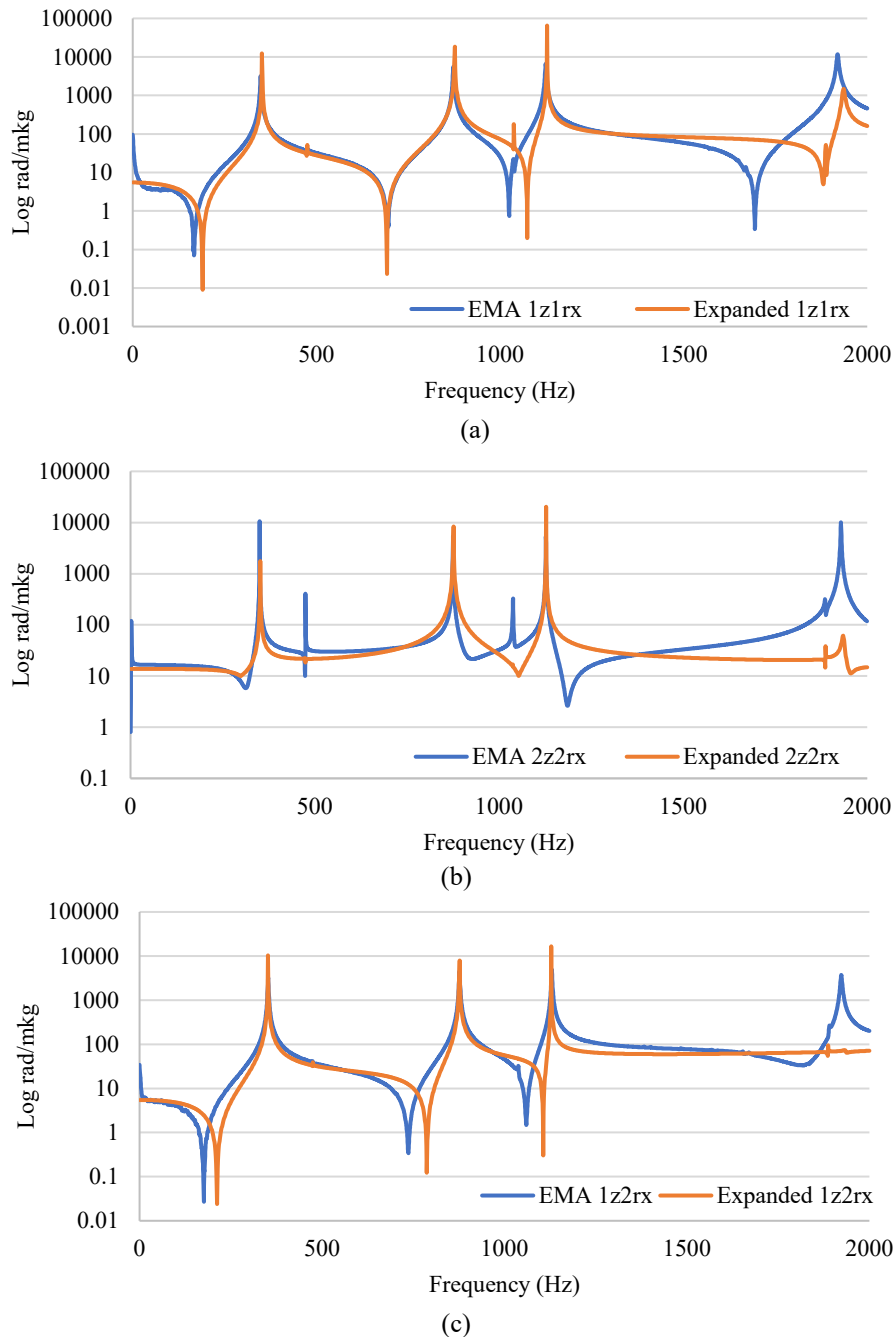 100000
10000
1000
100
10
1
0.1
0.01
0.001
Log rad/mkg
EMA 1z1rx Expanded 1z1rx
0 500 1000 1500 2000
Frequency (Hz)
(a)
100000
10000
1000
100
10
1
0.1
Log rad/mkg
EMA 2z2rx Expanded 2z2rx
0 500 1000 1500 2000
Frequency (Hz)
(b)
100000
10000
1000
100
10
1
0.1
0.01
Log rad/mkg
EMA 1z2rx Expanded 1z2rx
0 500 1000 1500 2000
Frequency (Hz)
(c)